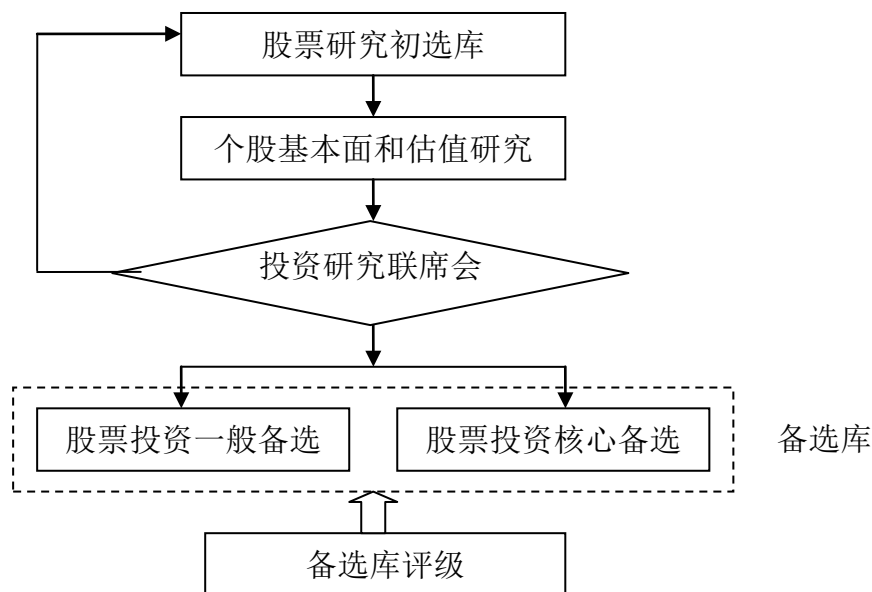 股票研究初选库
个股基本面和估值研究
投资研究联席会
股票投资一般备选
股票投资核心备选
备选库
备选库评级